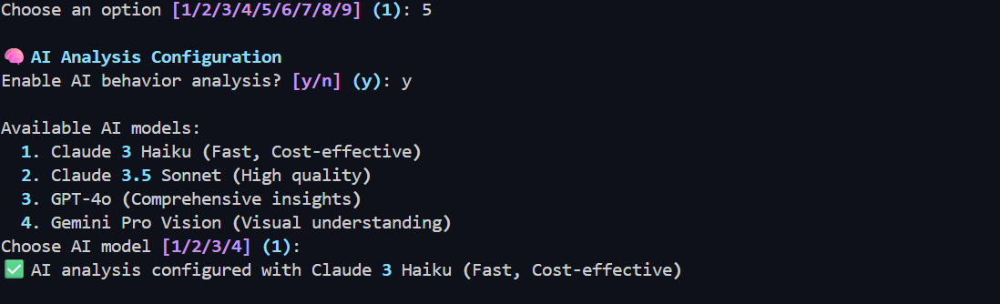 Choose an option [1/2/3/4/5/6/7/8/9] (1): 5
🧠 AI Analysis Configuration
Enable AI behavior analysis? [y/n] (y): y
Available AI models:
1. Claude 3 Haiku (Fast, Cost-effective)
2. Claude 3.5 Sonnet (High quality)
3. GPT-4o (Comprehensive insights)
4. Gemini Pro Vision (Visual understanding)
Choose AI model [1/2/3/4] (1):
✅ AI analysis configured with Claude 3 Haiku (Fast, Cost-effective)